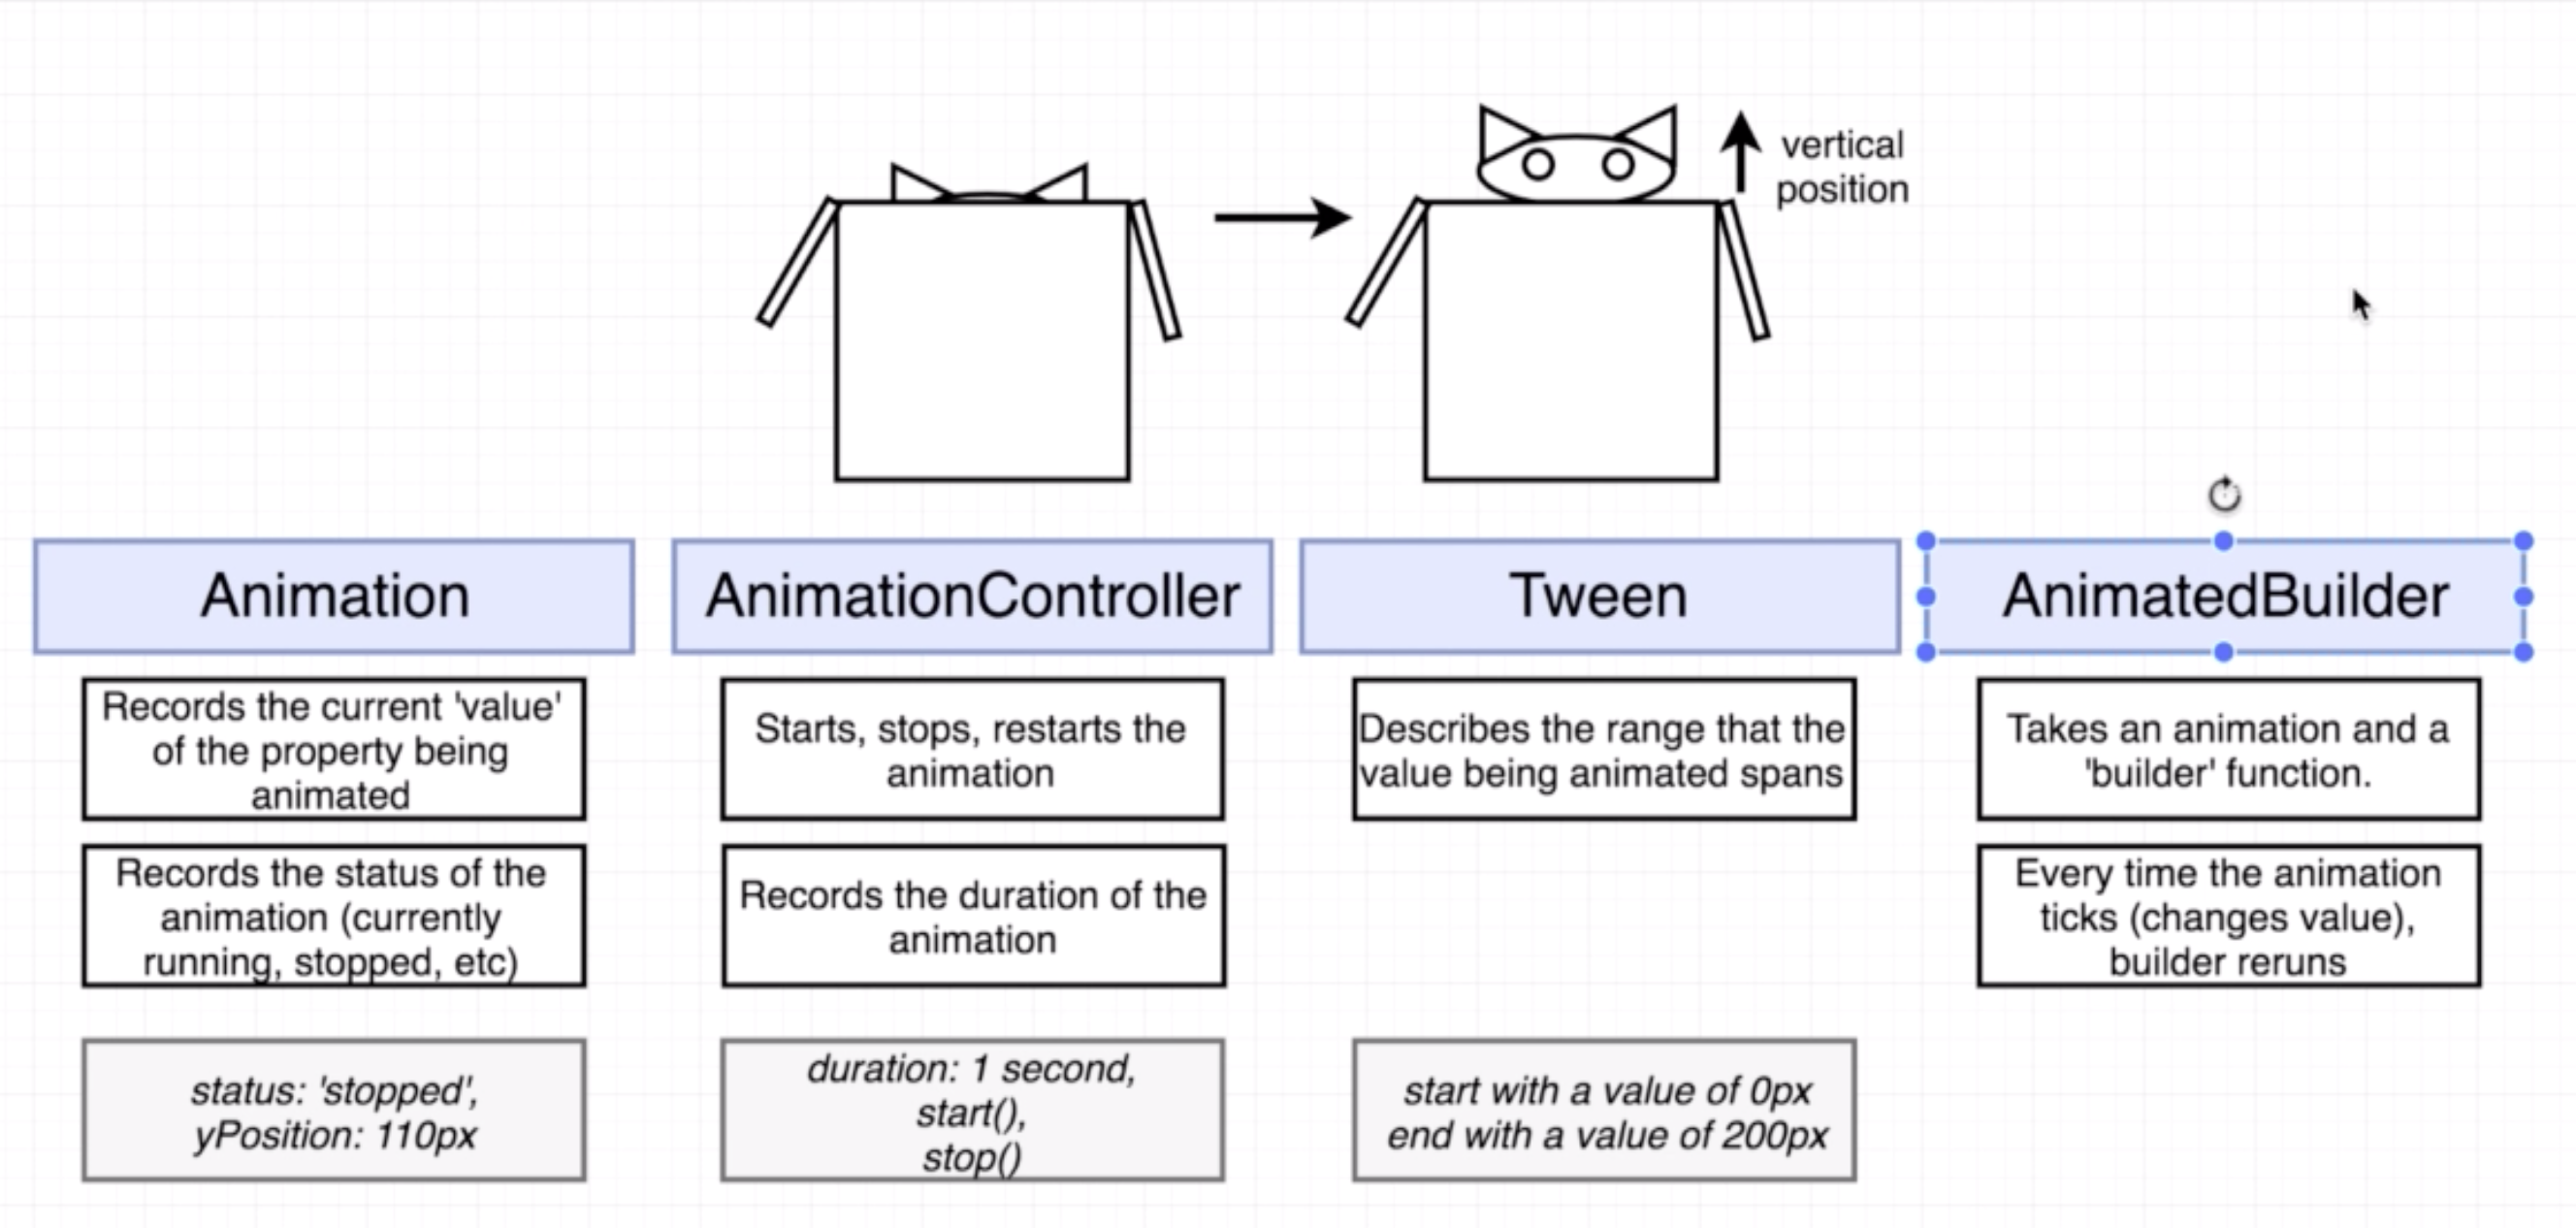 vertical
position
Animation
AnimationController
Tween
AnimatedBuilder
Records the current 'value'
of the property being
animated
Starts, stops, restarts the
animation
Describes the range that the
value being animated spans
Takes an animation and a
'builder' function.
Records the status of the
animation (currently
running, stopped, etc)
Records the duration of the
animation
Every time the animation
ticks (changes value),
builder reruns
status: 'stopped',
yPosition: 110px
duration: 1 second,
start(),
stop()
start with a value of 0px
end with a value of 200px